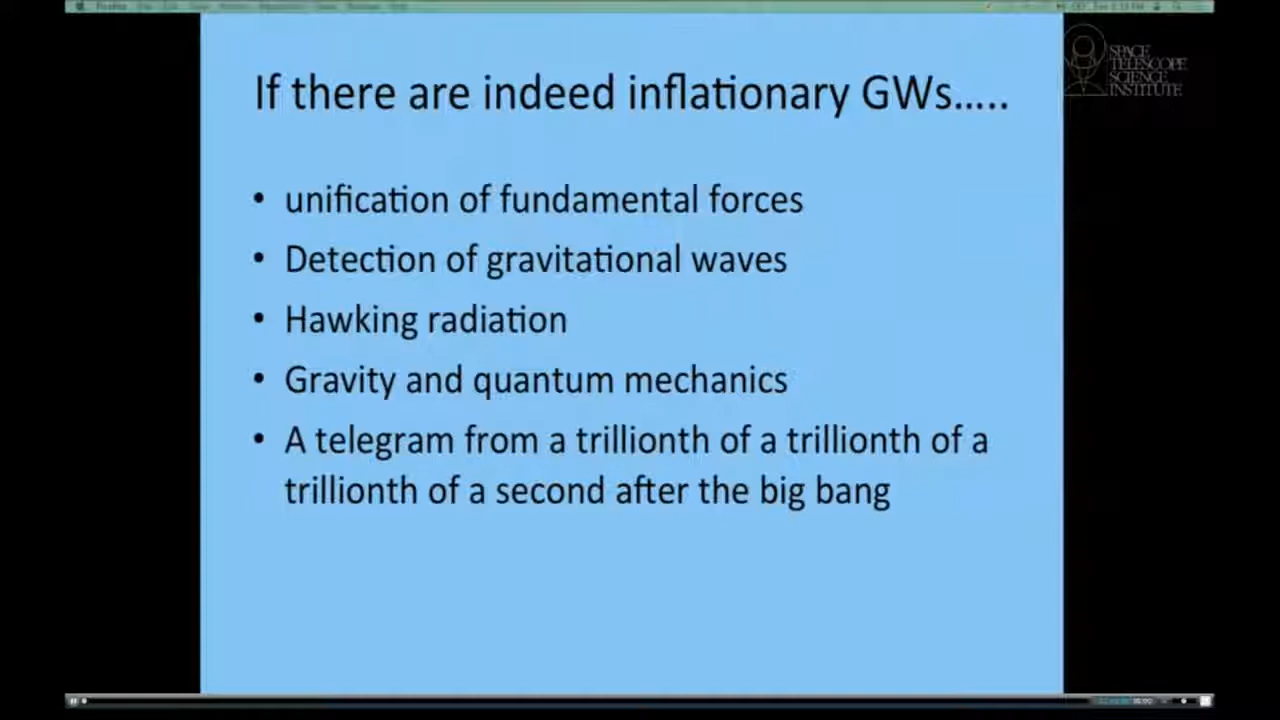 If there are indeed inflationary GWs.....
SPACE
TELESCOPE
SCIENCE
INSTITUTE
• unification of fundamental forces
• Detection of gravitational waves
• Hawking radiation
• Gravity and quantum mechanics
• A telegram from a trillionth of a trillionth of a
trillionth of a second after the big bang